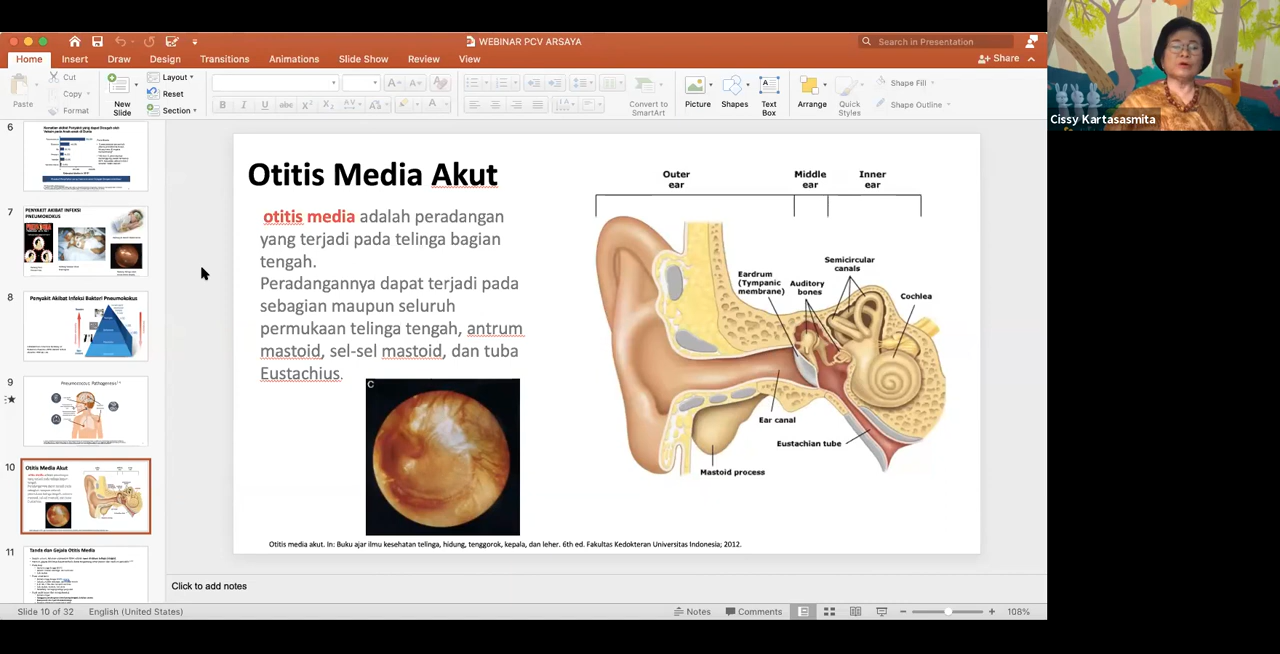 WEBINAR PCV ARSAYA
Search in Presentation
Home Insert Draw Design Transitions Animations Slide Show Review View
Share
Paste
Cut
Copy
Format
New Slide
Layout
Reset
Section
Convert to SmartArt
Picture
Shapes
Text Box
Arrange
Quick Styles
Shape Fill
Shape Outline
Cissy Kartasasmita
6
7
PENYAKIT AKIBAT INFEKSI
PNEUMOKOKUS
8
Penyakit Akibat Infeksi Bakteri Pneumokokus
9
10
Otitis Media Akut
11
Tanda dan Gejala Otitis Media
Otitis Media Akut
otitis media adalah peradangan
yang terjadi pada telinga bagian
tengah.
Peradangannya dapat terjadi pada
sebagian maupun seluruh
permukaan telinga tengah, antrum
mastoid, sel-sel mastoid, dan tuba
Eustachius.
C
Outer ear
Middle ear
Inner ear
Semicircular canals
Eardrum (Tympanic membrane)
Auditory bones
Cochlea
Ear canal
Eustachian tube
Mastoid process
Otitis media akut. In: Buku ajar ilmu kesehatan telinga, hidung, tenggorok, kepala, dan leher. 6th ed. Fakultas Kedokteran Universitas Indonesia; 2012.
Click to add notes
Slide 10 of 32 English (United States)
Notes Comments 108%